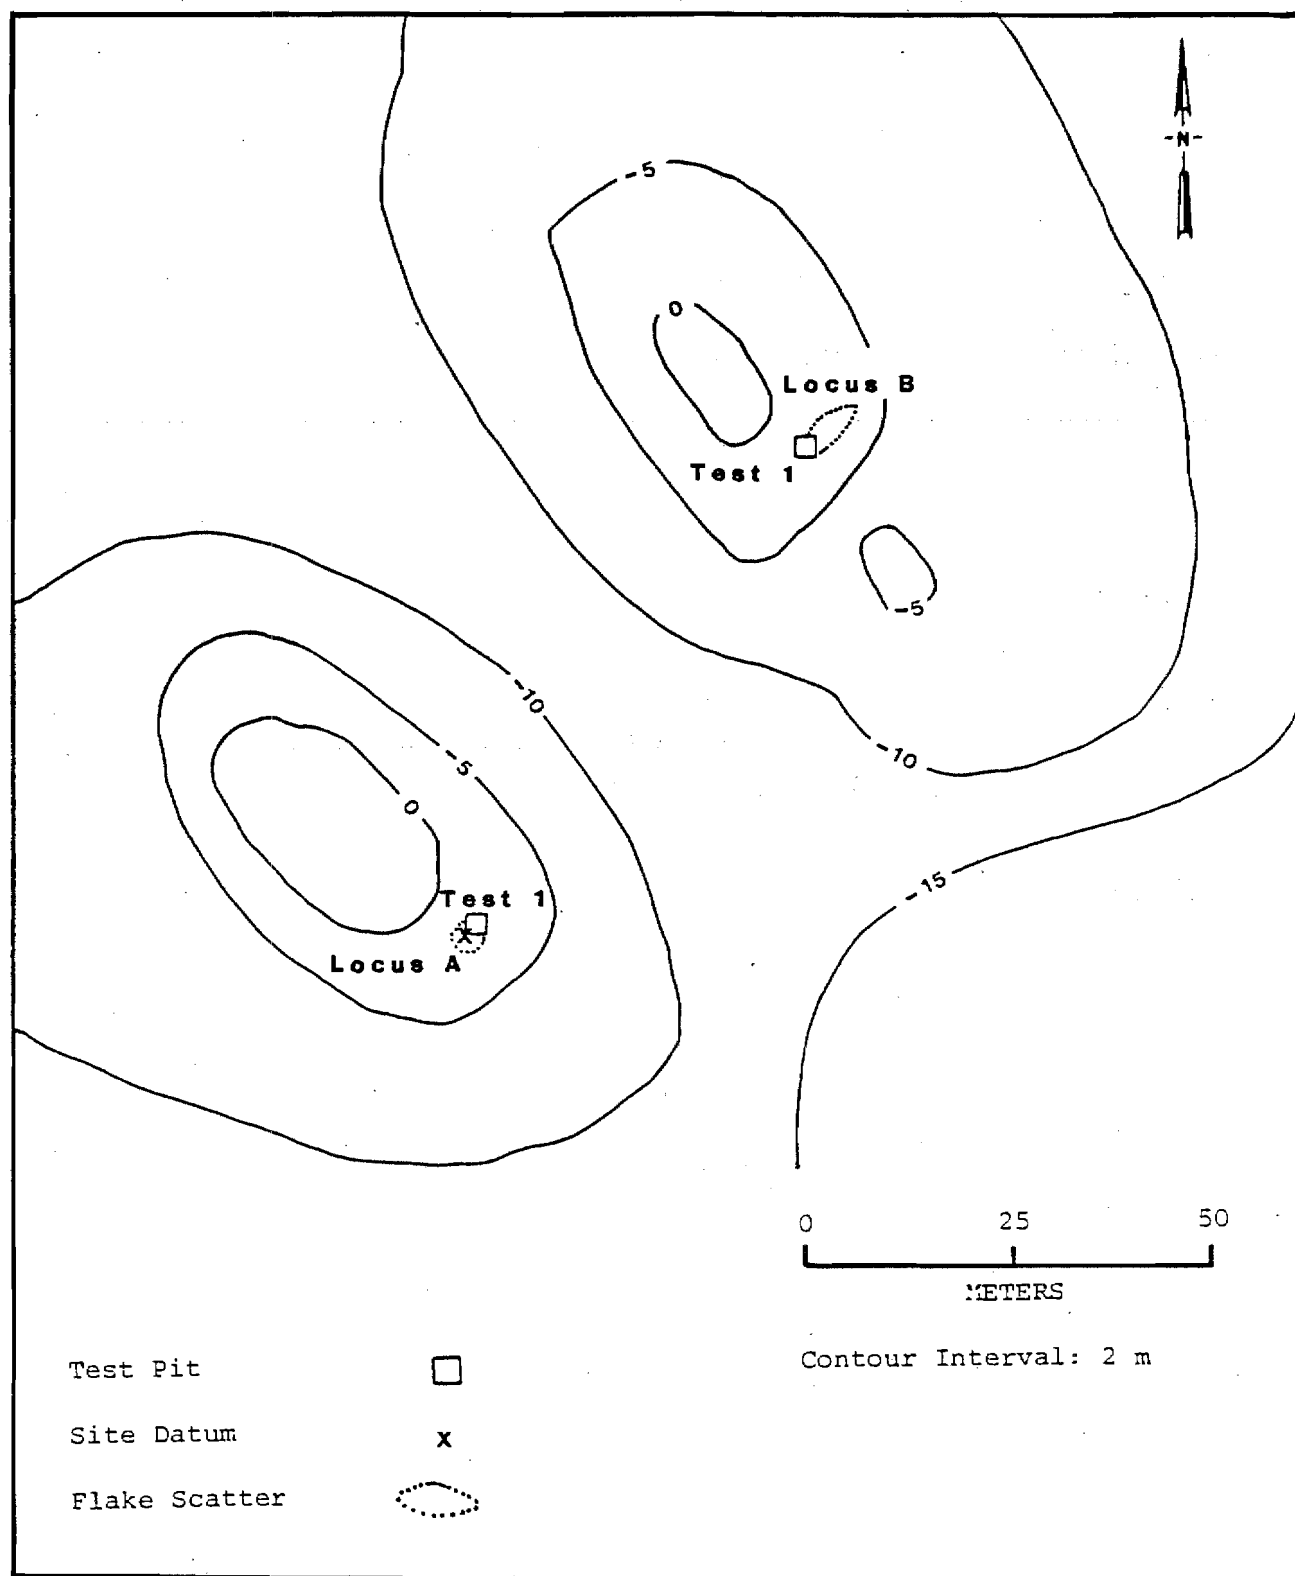 -N-
-5
0
Locus B
Test 1
-5
-10
-10
-5
0
-15
Test 1
x
Locus A
0 25 50
METERS
Contour Interval: 2 m
Test Pit
Site Datum x
Flake Scatter